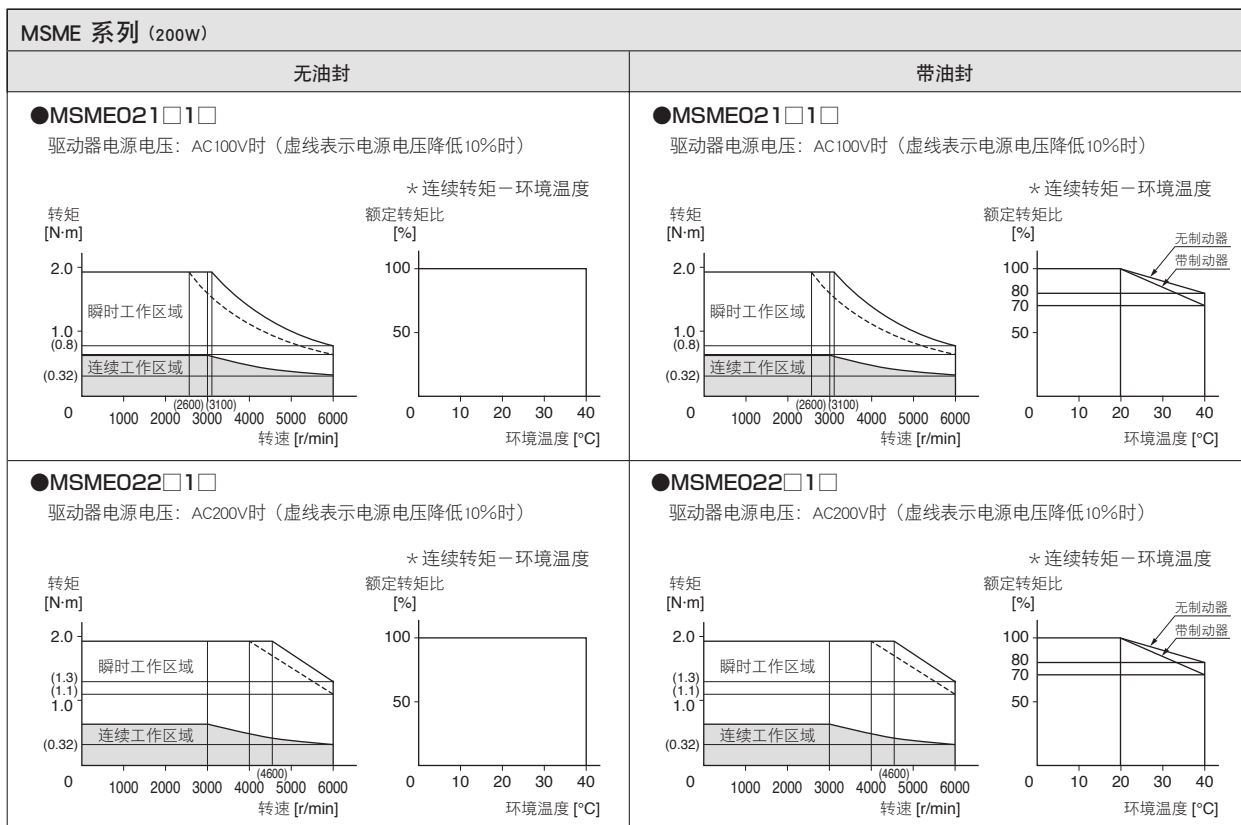 MSME 系列 (200W)
无油封
带油封
●MSME021□1□
驱动器电源电压：AC100V时（虚线表示电源电压降低10%时）
＊连续转矩－环境温度
转矩
[N·m]
2.0
1.0
(0.8)
(0.32)
0
瞬时工作区域
连续工作区域
(2600) (3100)
1000 2000 3000 4000 5000 6000
转速 [r/min]
额定转矩比
[%]
100
50
0 10 20 30 40
环境温度 [°C]
●MSME021□1□
驱动器电源电压：AC100V时（虚线表示电源电压降低10%时）
＊连续转矩－环境温度
转矩
[N·m]
2.0
1.0
(0.8)
(0.32)
0
瞬时工作区域
连续工作区域
(2600) (3100)
1000 2000 3000 4000 5000 6000
转速 [r/min]
额定转矩比
[%]
无制动器
带制动器
100
80
70
50
0 10 20 30 40
环境温度 [°C]
●MSME022□1□
驱动器电源电压：AC200V时（虚线表示电源电压降低10%时）
＊连续转矩－环境温度
转矩
[N·m]
2.0
(1.3)
(1.1)
1.0
(0.32)
0
瞬时工作区域
连续工作区域
(4600)
1000 2000 3000 4000 5000 6000
转速 [r/min]
额定转矩比
[%]
100
50
0 10 20 30 40
环境温度 [°C]
●MSME022□1□
驱动器电源电压：AC200V时（虚线表示电源电压降低10%时）
＊连续转矩－环境温度
转矩
[N·m]
2.0
(1.3)
(1.1)
1.0
(0.32)
0
瞬时工作区域
连续工作区域
(4600)
1000 2000 3000 4000 5000 6000
转速 [r/min]
额定转矩比
[%]
无制动器
带制动器
100
80
70
50
0 10 20 30 40
环境温度 [°C]